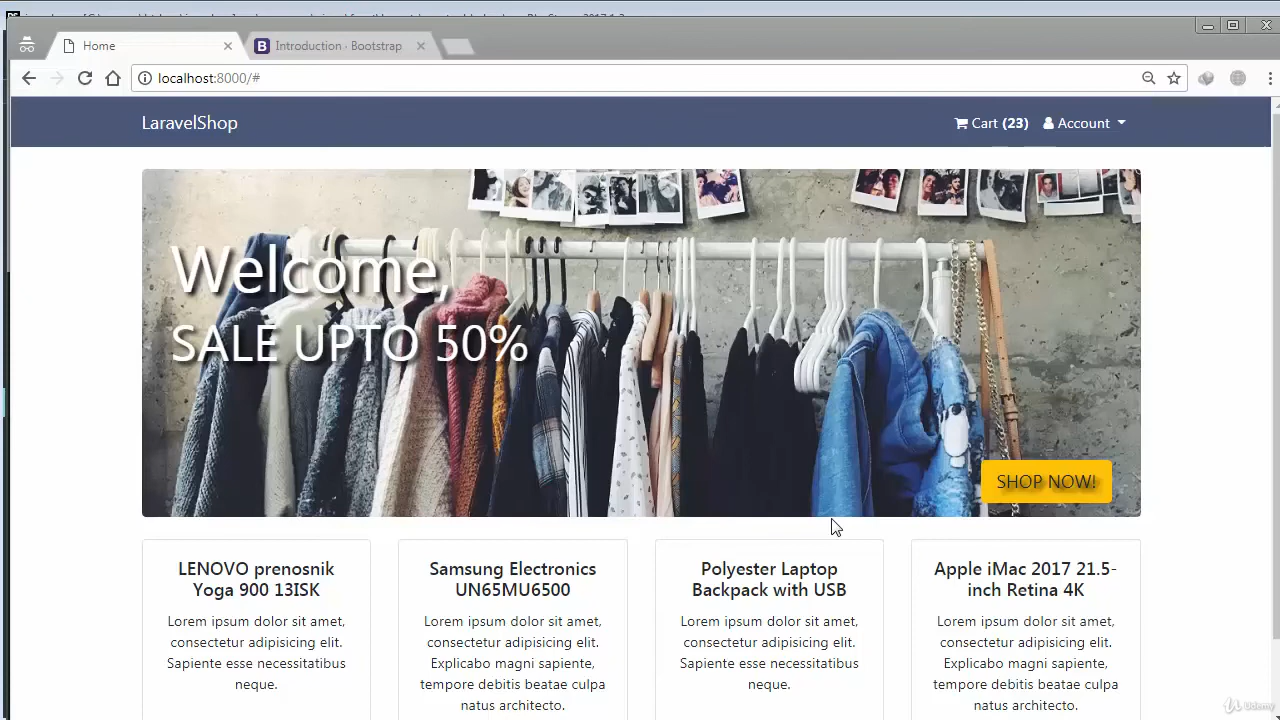 Home
Introduction · Bootstrap
localhost:8000/#
LaravelShop
Cart (23)
Account
Welcome,
SALE UPTO 50%
SHOP NOW!
LENOVO prenosnik
Yoga 900 13ISK
Lorem ipsum dolor sit amet,
consectetur adipisicing elit.
Sapiente esse necessitatibus
neque.
Samsung Electronics
UN65MU6500
Lorem ipsum dolor sit amet,
consectetur adipisicing elit.
Explicabo magni sapiente,
tempore debitis beatae culpa
natus architecto.
Polyester Laptop
Backpack with USB
Lorem ipsum dolor sit amet,
consectetur adipisicing elit.
Sapiente esse necessitatibus
neque.
Apple iMac 2017 21.5-
inch Retina 4K
Lorem ipsum dolor sit amet,
consectetur adipisicing elit.
Explicabo magni sapiente,
tempore debitis beatae culpa
natus architecto.
Udemy